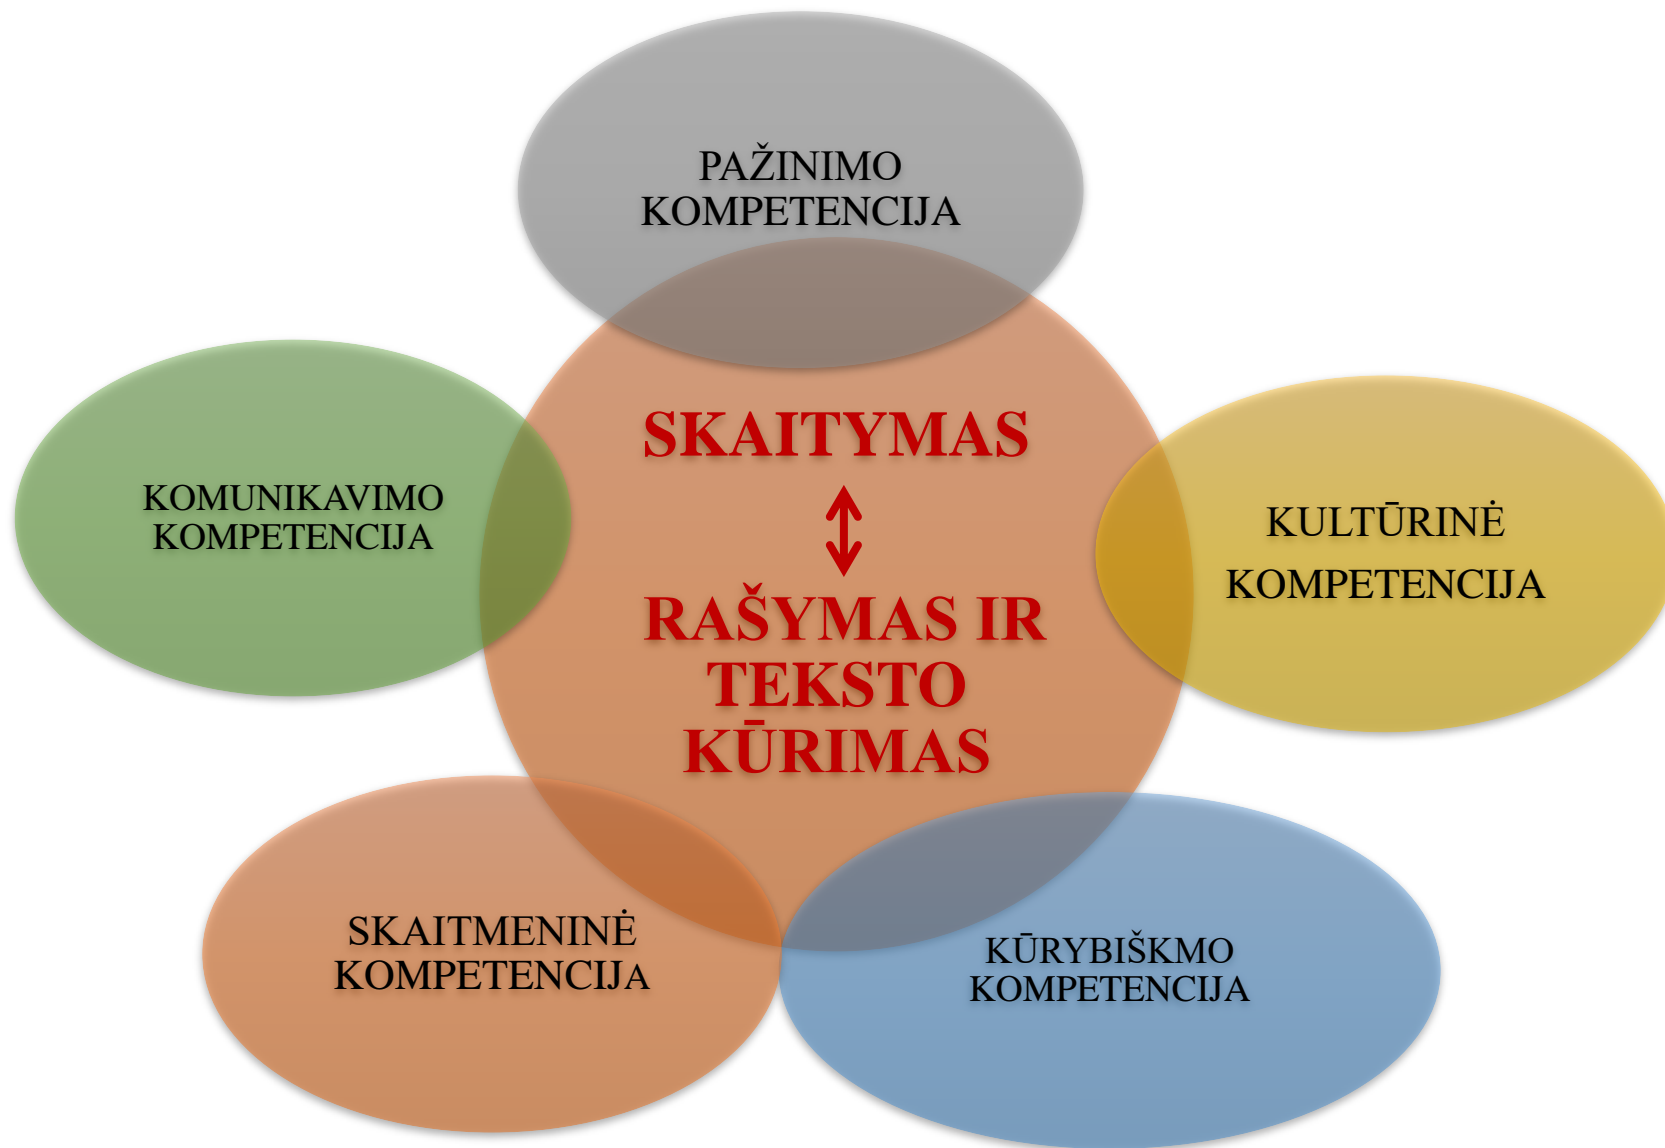 PAŽINIMO
KOMPETENCIJA
SKAITYMAS
RAŠYMAS IR
TEKSTO
KŪRIMAS
KOMUNIKAVIMO
KOMPETENCIJA
KULTŪRINĖ
KOMPETENCIJA
SKAITMENINĖ
KOMPETENCIJA
KŪRYBIŠKMO
KOMPETENCIJA